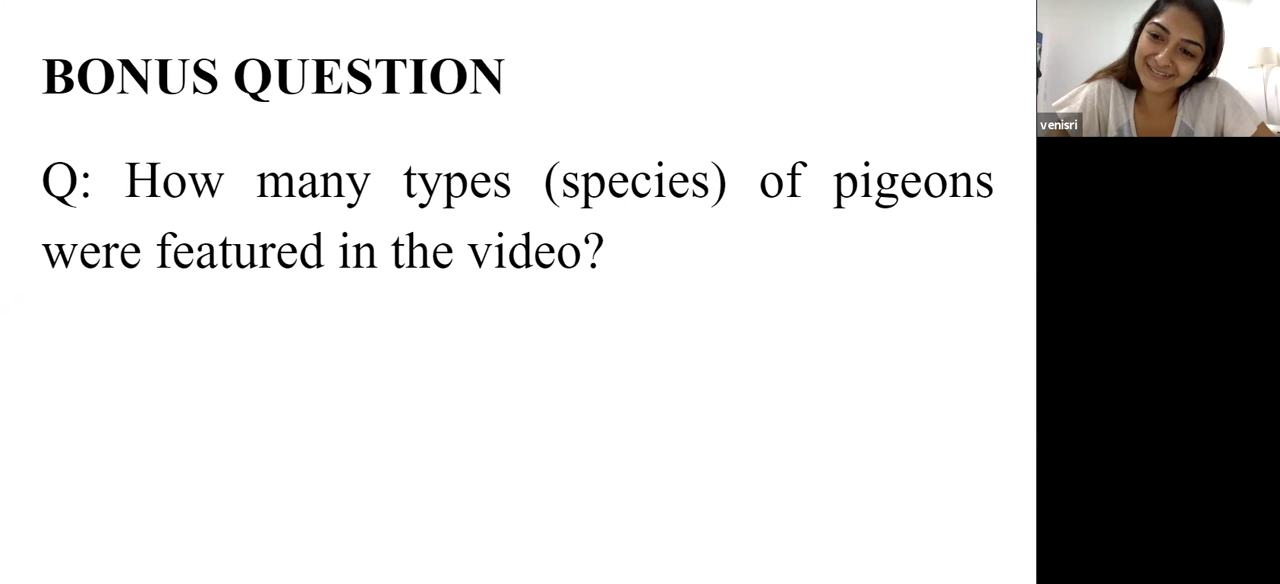 BONUS QUESTION
Q: How many types (species) of pigeons
were featured in the video?
venisri